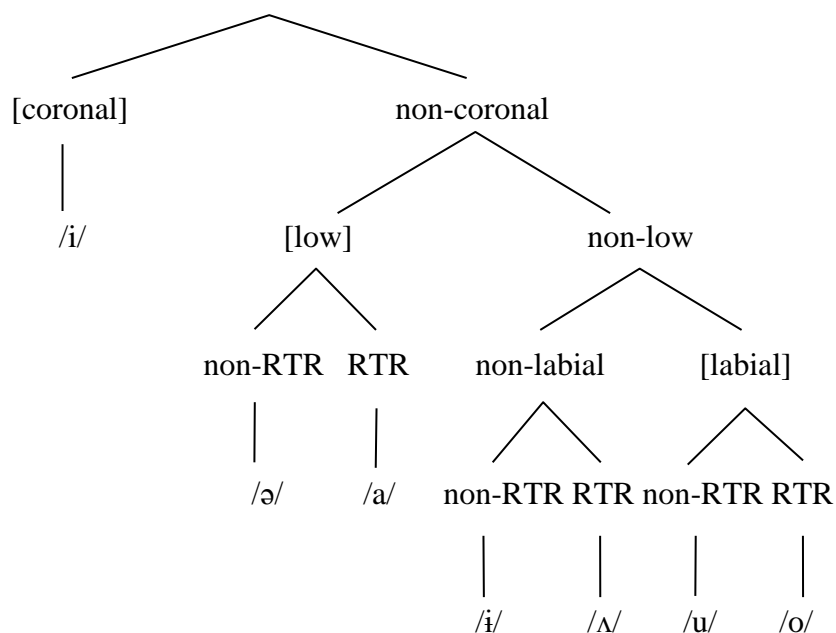 [coronal] non-coronal
/i/ [low] non-low
non-RTR RTR non-labial [labial]
/ə/ /a/ non-RTR RTR non-RTR RTR
/ɨ/ /ʌ/ /u/ /o/